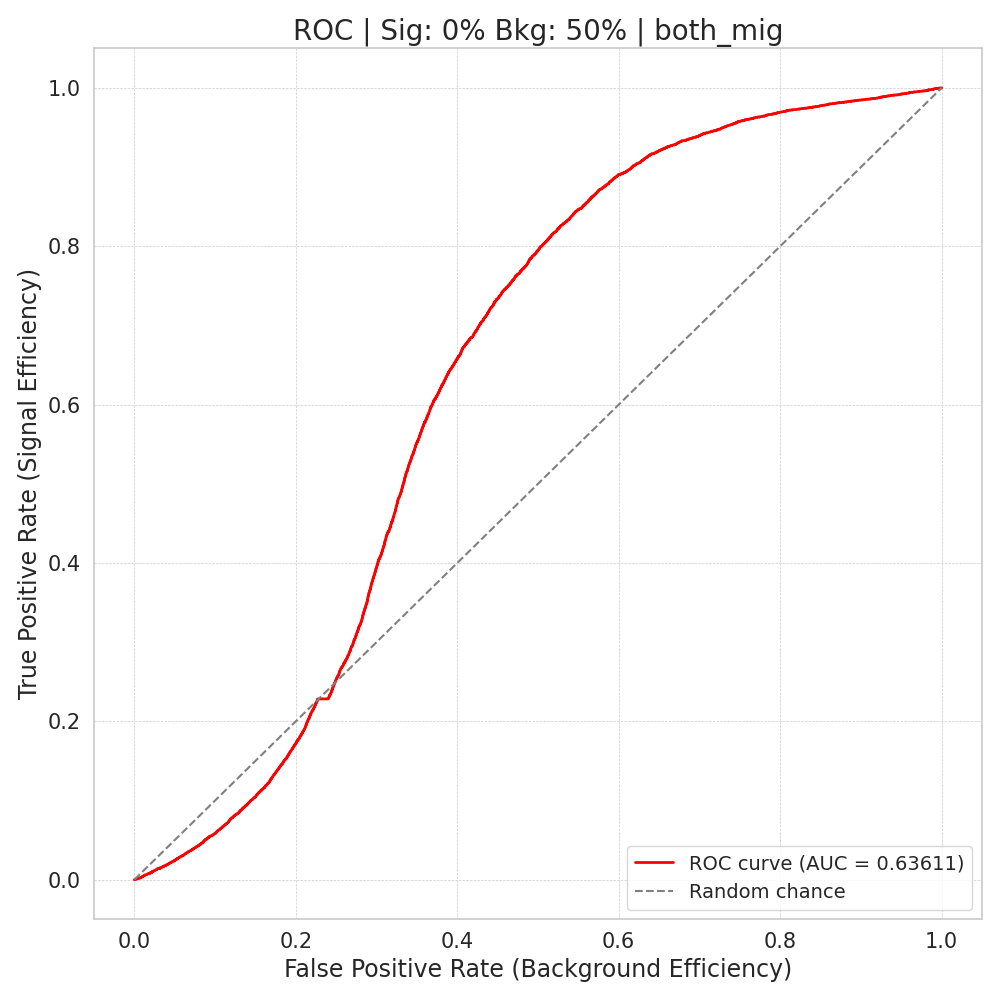 ROC | Sig: 0% Bkg: 50% | both_mig
True Positive Rate (Signal Efficiency)
1.0
0.8
0.6
0.4
0.2
0.0
ROC curve (AUC = 0.63611)
Random chance
0.0 0.2 0.4 0.6 0.8 1.0
False Positive Rate (Background Efficiency)